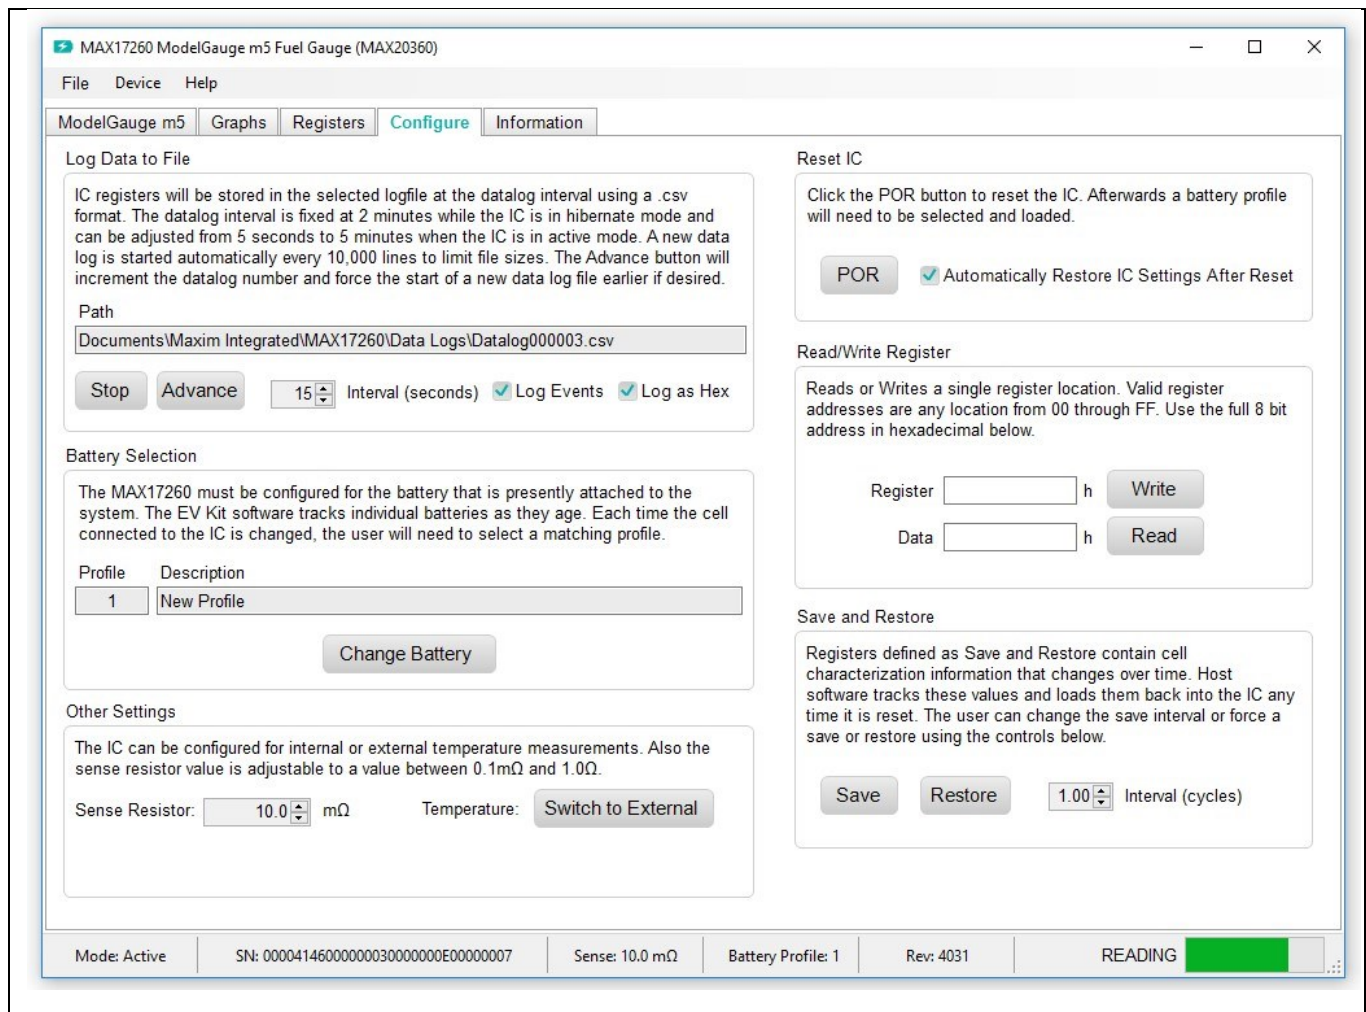 MAX17260 ModelGauge m5 Fuel Gauge (MAX20360)
File Device Help
ModelGauge m5 Graphs Registers Configure Information
Log Data to File
IC registers will be stored in the selected logfile at the datalog interval using a .csv
format. The datalog interval is fixed at 2 minutes while the IC is in hibernate mode and
can be adjusted from 5 seconds to 5 minutes when the IC is in active mode. A new data
log is started automatically every 10,000 lines to limit file sizes. The Advance button will
increment the datalog number and force the start of a new data log file earlier if desired.
Path
Documents\Maxim Integrated\MAX17260\Data Logs\Datalog000003.csv
Stop Advance 15 Interval (seconds) Log Events Log as Hex
Battery Selection
The MAX17260 must be configured for the battery that is presently attached to the
system. The EV Kit software tracks individual batteries as they age. Each time the cell
connected to the IC is changed, the user will need to select a matching profile.
Profile Description
1 New Profile
Change Battery
Other Settings
The IC can be configured for internal or external temperature measurements. Also the
sense resistor value is adjustable to a value between 0.1mΩ and 1.0Ω.
Sense Resistor: 10.0 mΩ Temperature: Switch to External
Reset IC
Click the POR button to reset the IC. Afterwards a battery profile
will need to be selected and loaded.
POR Automatically Restore IC Settings After Reset
Read/Write Register
Reads or Writes a single register location. Valid register
addresses are any location from 00 through FF. Use the full 8 bit
address in hexadecimal below.
Register h Write
Data h Read
Save and Restore
Registers defined as Save and Restore contain cell
characterization information that changes over time. Host
software tracks these values and loads them back into the IC any
time it is reset. The user can change the save interval or force a
save or restore using the controls below.
Save Restore 1.00 Interval (cycles)
Mode: Active SN: 0000414600000030000000E00000007 Sense: 10.0 mΩ Battery Profile: 1 Rev: 4031 READING